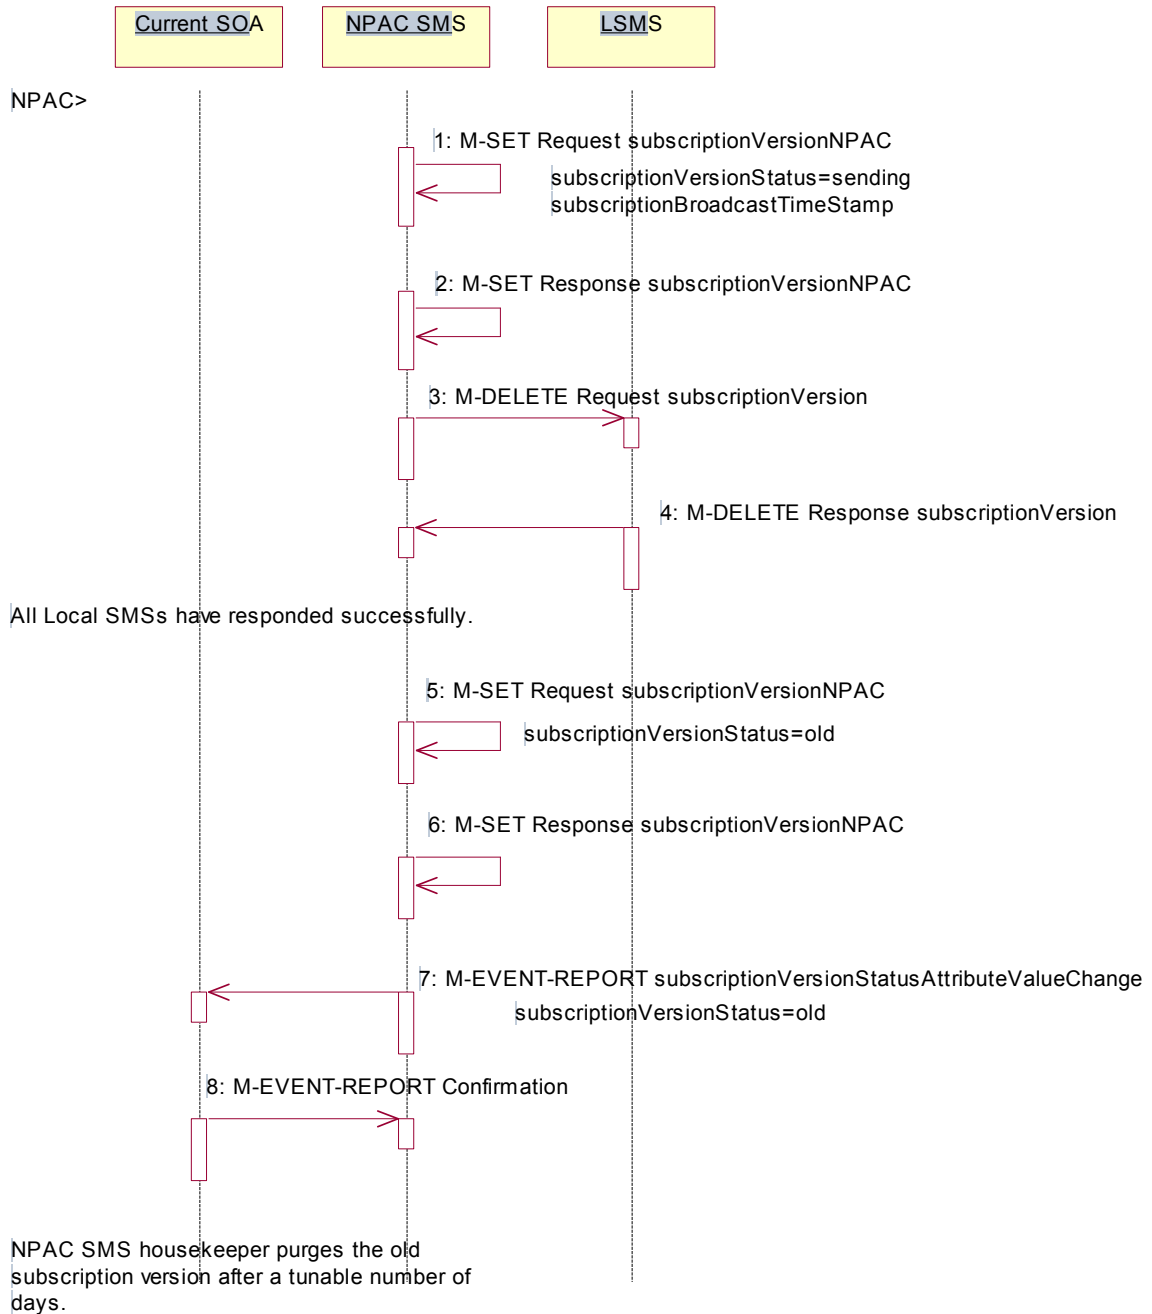 Current SOA
NPAC SMS
LSMS
NPAC>
1: M-SET Request subscriptionVersionNPAC
subscriptionVersionStatus=sending
subscriptionBroadcastTimeStamp
2: M-SET Response subscriptionVersionNPAC
3: M-DELETE Request subscriptionVersion
4: M-DELETE Response subscriptionVersion
All Local SMSs have responded successfully.
5: M-SET Request subscriptionVersionNPAC
subscriptionVersionStatus=old
6: M-SET Response subscriptionVersionNPAC
7: M-EVENT-REPORT subscriptionVersionStatusAttributeValueChange
subscriptionVersionStatus=old
8: M-EVENT-REPORT Confirmation
NPAC SMS housekeeper purges the old
subscription version after a tunable number of
days.